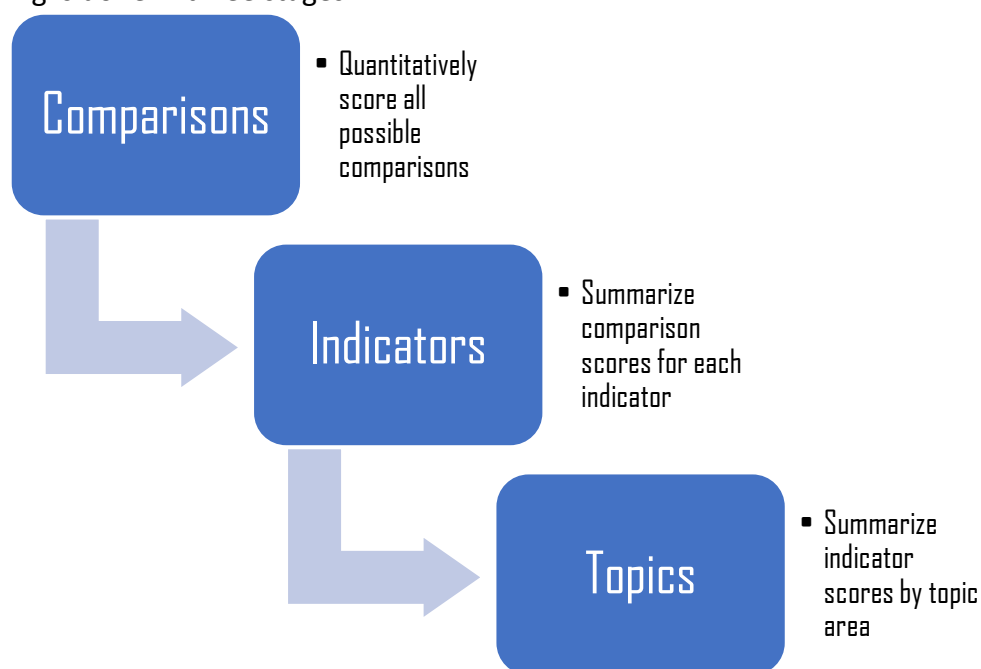 Comparisons
▪ Quantitatively
score all
possible
comparisons
Indicators
▪ Summarize
comparison
scores for each
indicator
Topics
▪ Summarize
indicator
scores by topic
area